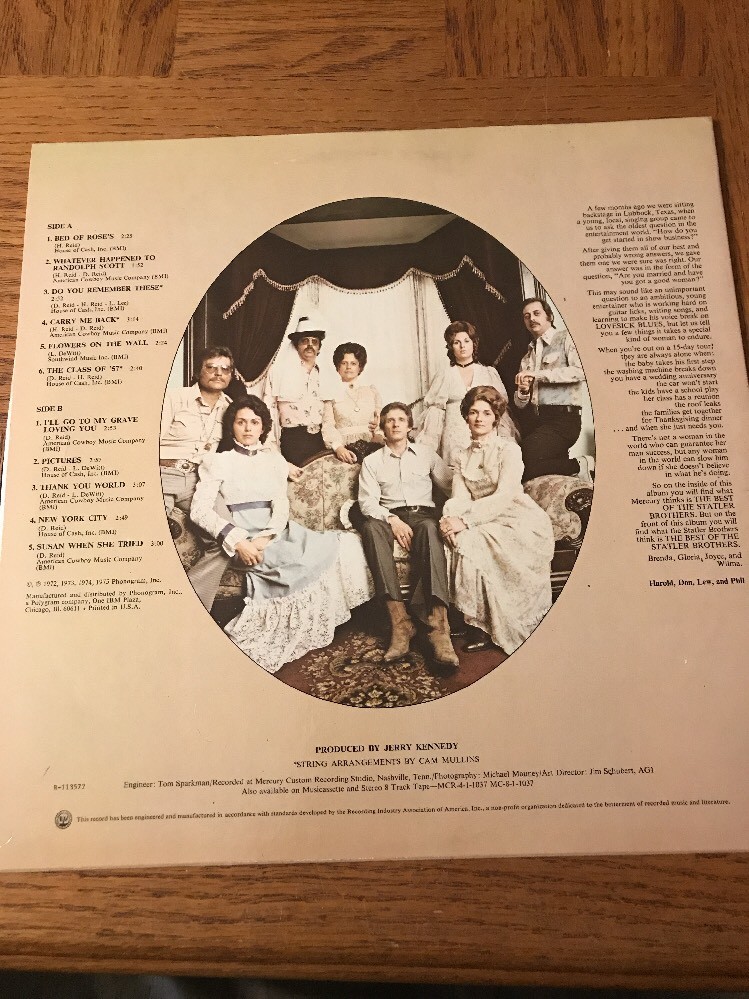 SIDE A
1. BED OF ROSE'S 2:25
(H. Reid)
House of Cash, Inc. (BMI)
2. WHATEVER HAPPENED TO
RANDOLPH SCOTT 1:52
(H. Reid - D. Reid)
American Cowboy Music Company (BMI)
3. DO YOU REMEMBER THESE*
2:52
(D. Reid - H. Reid - L. Lee)
House of Cash, Inc. (BMI)
4. CARRY ME BACK* 3:14
(H. Reid - D. Reid)
American Cowboy Music Company (BMI)
5. FLOWERS ON THE WALL 2:24
(L. DeWitt)
Southwind Music Inc. (BMI)
6. THE CLASS OF '57* 2:40
(D. Reid - H. Reid)
House of Cash, Inc. (BMI)
SIDE B
1. I'LL GO TO MY GRAVE
LOVING YOU 2:53
(D. Reid)
American Cowboy Music Company
(BMI)
2. PICTURES 2:57
(D. Reid - L. DeWitt)
House of Cash, Inc. (BMI)
3. THANK YOU WORLD 3:07
(D. Reid - L. DeWitt)
American Cowboy Music Company
(BMI)
4. NEW YORK CITY 2:49
(D. Reid)
House of Cash, Inc. (BMI)
5. SUSAN WHEN SHE TRIED 3:00
(D. Reid)
American Cowboy Music Company
(BMI)
©, ℗ 1972, 1973, 1974, 1975 Phonogram, Inc.
Manufactured and distributed by Phonogram, Inc.,
a Polygram company, One IBM Plaza,
Chicago, Ill. 60611 • Printed in U.S.A.
A few months ago we were sitting
backstage in Lubbock, Texas, when
a young, local, singing group came to
us to ask the oldest question in the
entertainment world. "How do you
get started in show business?"
After giving them all of our best and
probably wrong answers, we gave
them one we were sure was right. Our
answer was in the form of the
question, "Are you married and have
you got a good woman?"
This may sound like an unimportant
question to an ambitious, young
entertainer who is working hard on
guitar licks, writing songs, and
learning to make his voice break on
LOVESICK BLUES, but let us tell
you a few things it takes a special
kind of woman to endure.
When you're out on a 15-day tour
they are always alone when:
the baby takes his first step
the washing machine breaks down
you have a wedding anniversary
the car won't start
the kids have a school play
her class has a reunion
the roof leaks
the families get together
for Thanksgiving dinner
. . . and when she just needs you.
There's not a woman in the
world who can guarantee her
man success, but any woman
in the world can slow him
down if she doesn't believe
in what he's doing.
So on the inside of this
album you will find what
Mercury thinks is THE BEST
OF THE STATLER
BROTHERS. But on the
front of this album you will
find what the Statler Brothers
think is THE BEST OF THE
STATLER BROTHERS.
Brenda, Gloria, Joyce, and
Wilma.
Harold, Don, Lew, and Phil
PRODUCED BY JERRY KENNEDY
*STRING ARRANGEMENTS BY CAM MULLINS
Engineer: Tom Sparkman/Recorded at Mercury Custom Recording Studio, Nashville, Tenn./Photography: Michael Mauney/Art Director: Jim Schubert, AGI
Also available on Musicassette and Stereo 8 Track Tape—MCR-4-1-1037 MC-8-1-1037
R-113572
This record has been engineered and manufactured in accordance with standards developed by the Recording Industry Association of America, Inc., a non-profit organization dedicated to the betterment of recorded music and literature.